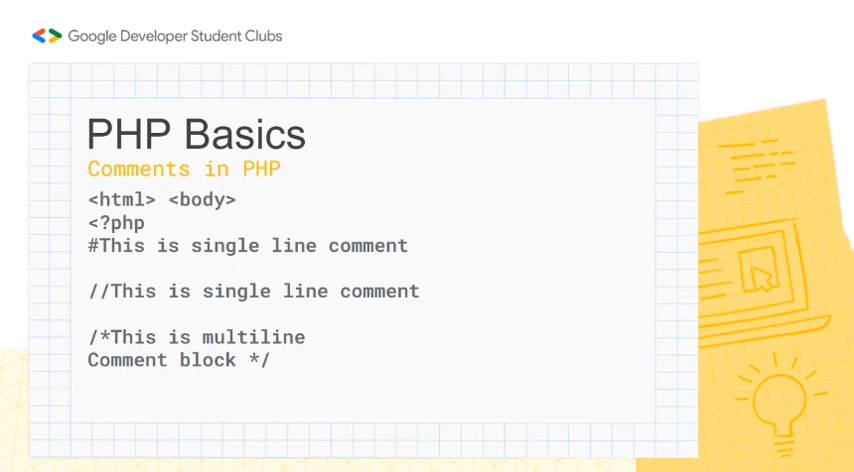 Google Developer Student Clubs
PHP Basics
Comments in PHP
<html> <body>
<?php
#This is single line comment
//This is single line comment
/*This is multiline
Comment block */